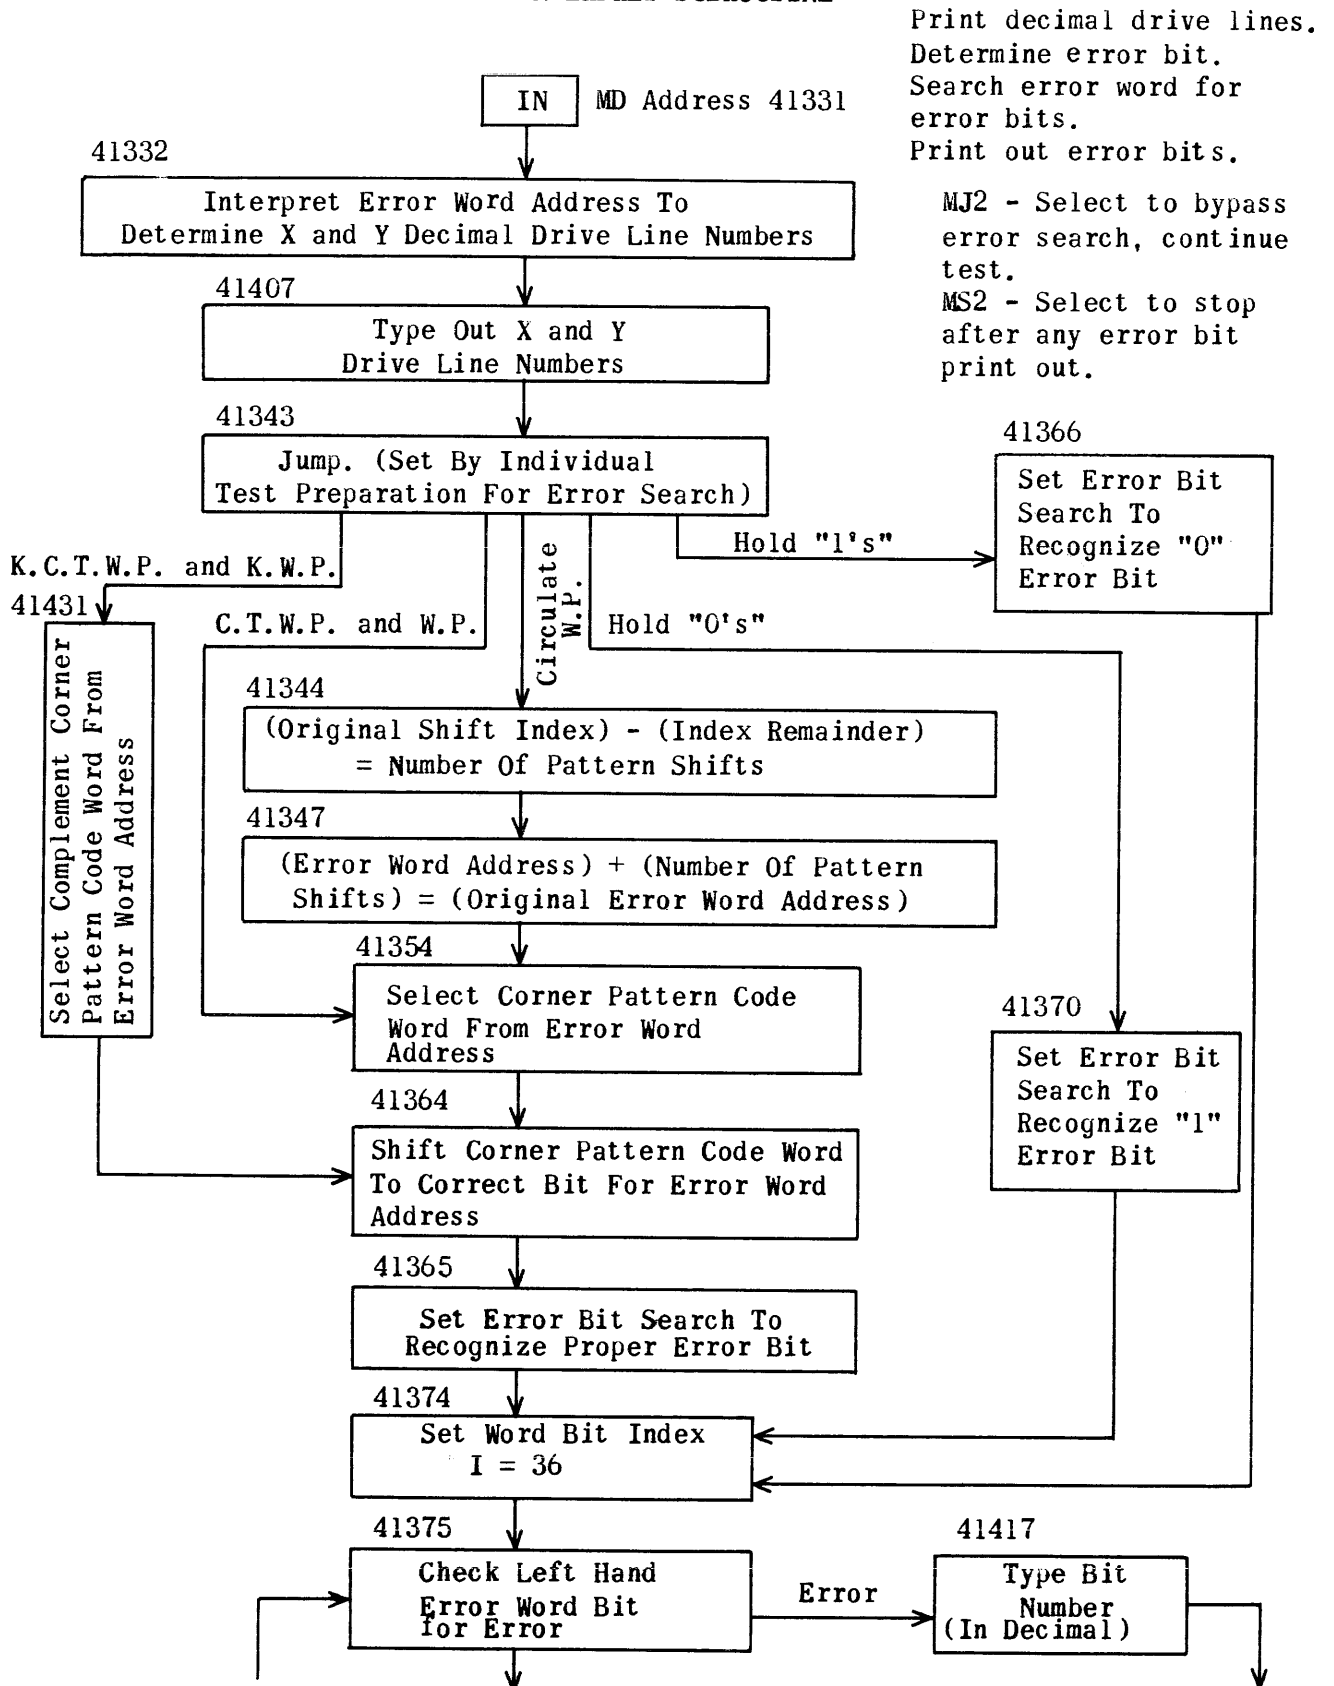 Print decimal drive lines.
Determine error bit.
Search error word for
error bits.
Print out error bits.
MJ2 - Select to bypass
error search, continue
test.
MS2 - Select to stop
after any error bit
print out.
IN
MD Address 41331
41332
Interpret Error Word Address To
Determine X and Y Decimal Drive Line Numbers
41407
Type Out X and Y
Drive Line Numbers
41343
Jump. (Set By Individual
Test Preparation For Error Search)
41366
Set Error Bit
Search To
Recognize "0"
Error Bit
Hold "1's"
K.C.T.W.P. and K.W.P.
41431
Select Complement Corner
Pattern Code Word From
Error Word Address
C.T.W.P. and W.P.
Circulate
W.P.
Hold "0's"
41344
(Original Shift Index) - (Index Remainder)
= Number Of Pattern Shifts
41347
(Error Word Address) + (Number Of Pattern
Shifts) = (Original Error Word Address)
41354
Select Corner Pattern Code
Word From Error Word
Address
41370
Set Error Bit
Search To
Recognize "1"
Error Bit
41364
Shift Corner Pattern Code Word
To Correct Bit For Error Word
Address
41365
Set Error Bit Search To
Recognize Proper Error Bit
41374
Set Word Bit Index
I = 36
41375
Check Left Hand
Error Word Bit
for Error
Error
41417
Type Bit
Number
(In Decimal)